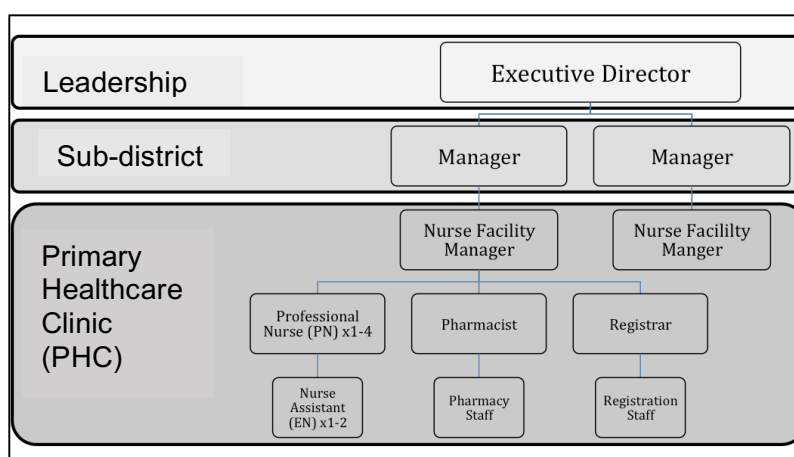 Leadership
Executive Director
Sub-district
Manager
Manager
Primary
Healthcare
Clinic
(PHC)
Nurse Facility
Manager
Nurse Facililty
Manger
Professional
Nurse (PN) x1-4
Pharmacist
Registrar
Nurse
Assistant
(EN) x1-2
Pharmacy
Staff
Registration
Staff